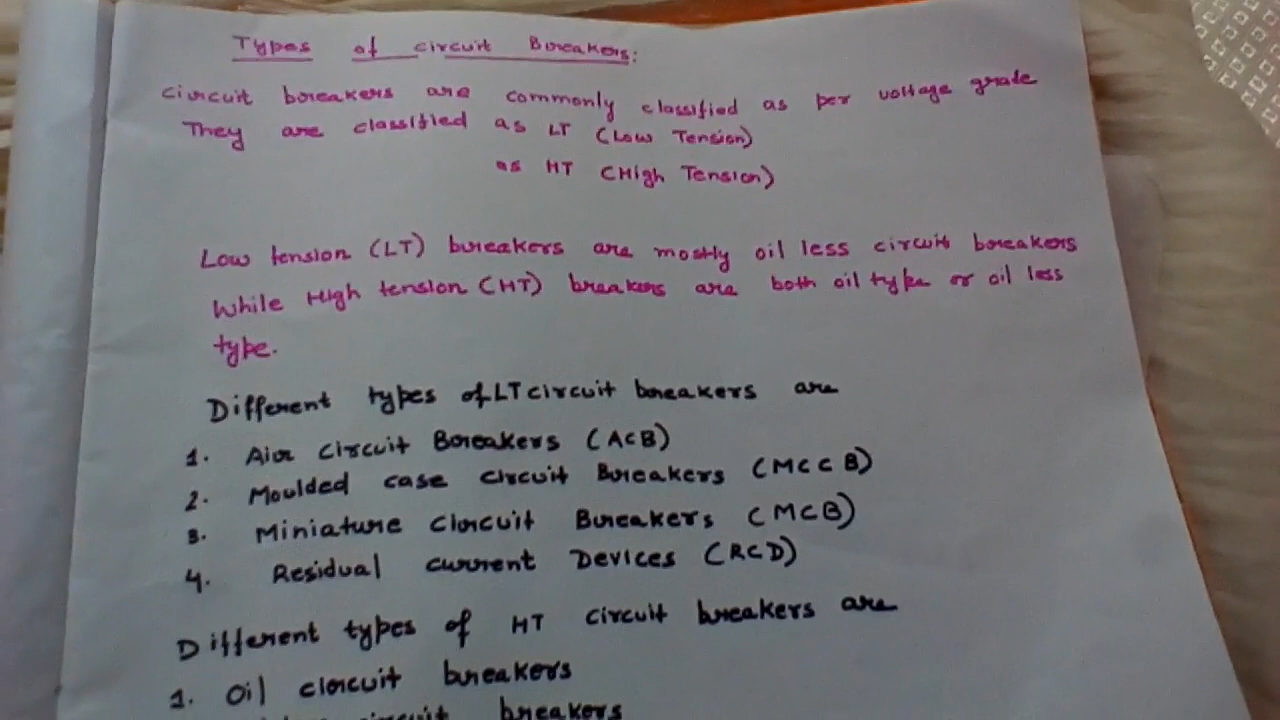 Types of circuit Breakers:
circuit breakers are commonly classified as per voltage grade
They are classified as LT (Low Tension)
as HT (High Tension)
Low tension (LT) breakers are mostly oil less circuit breakers
while High tension (HT) breakers are both oil type or oil less
type.
Different types of LT circuit breakers are
1. Air circuit Breakers (ACB)
2. Moulded case circuit Breakers (MCCB)
3. Miniature circuit Breakers (MCB)
4. Residual current Devices (RCD)
Different types of HT circuit breakers are
1. Oil circuit breakers
circuit breakers